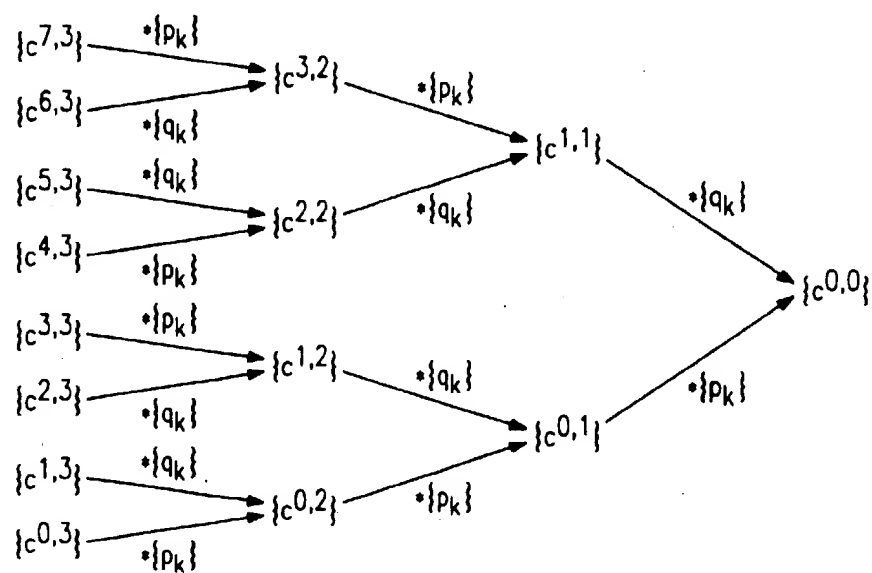 {c^{7,3}} *{p_k}
{c^{3,2}} *{p_k}
{c^{6,3}} *{q_k}
{c^{1,1}}
{c^{5,3}} *{q_k} *{q_k}
{c^{2,2}} *{q_k}
{c^{4,3}} *{p_k}
{c^{0,0}}
{c^{3,3}} *{p_k}
{c^{1,2}} *{q_k}
{c^{2,3}} *{q_k} *{p_k}
{c^{0,1}}
{c^{1,3}} *{q_k}
{c^{0,2}} *{p_k}
{c^{0,3}} *{p_k}